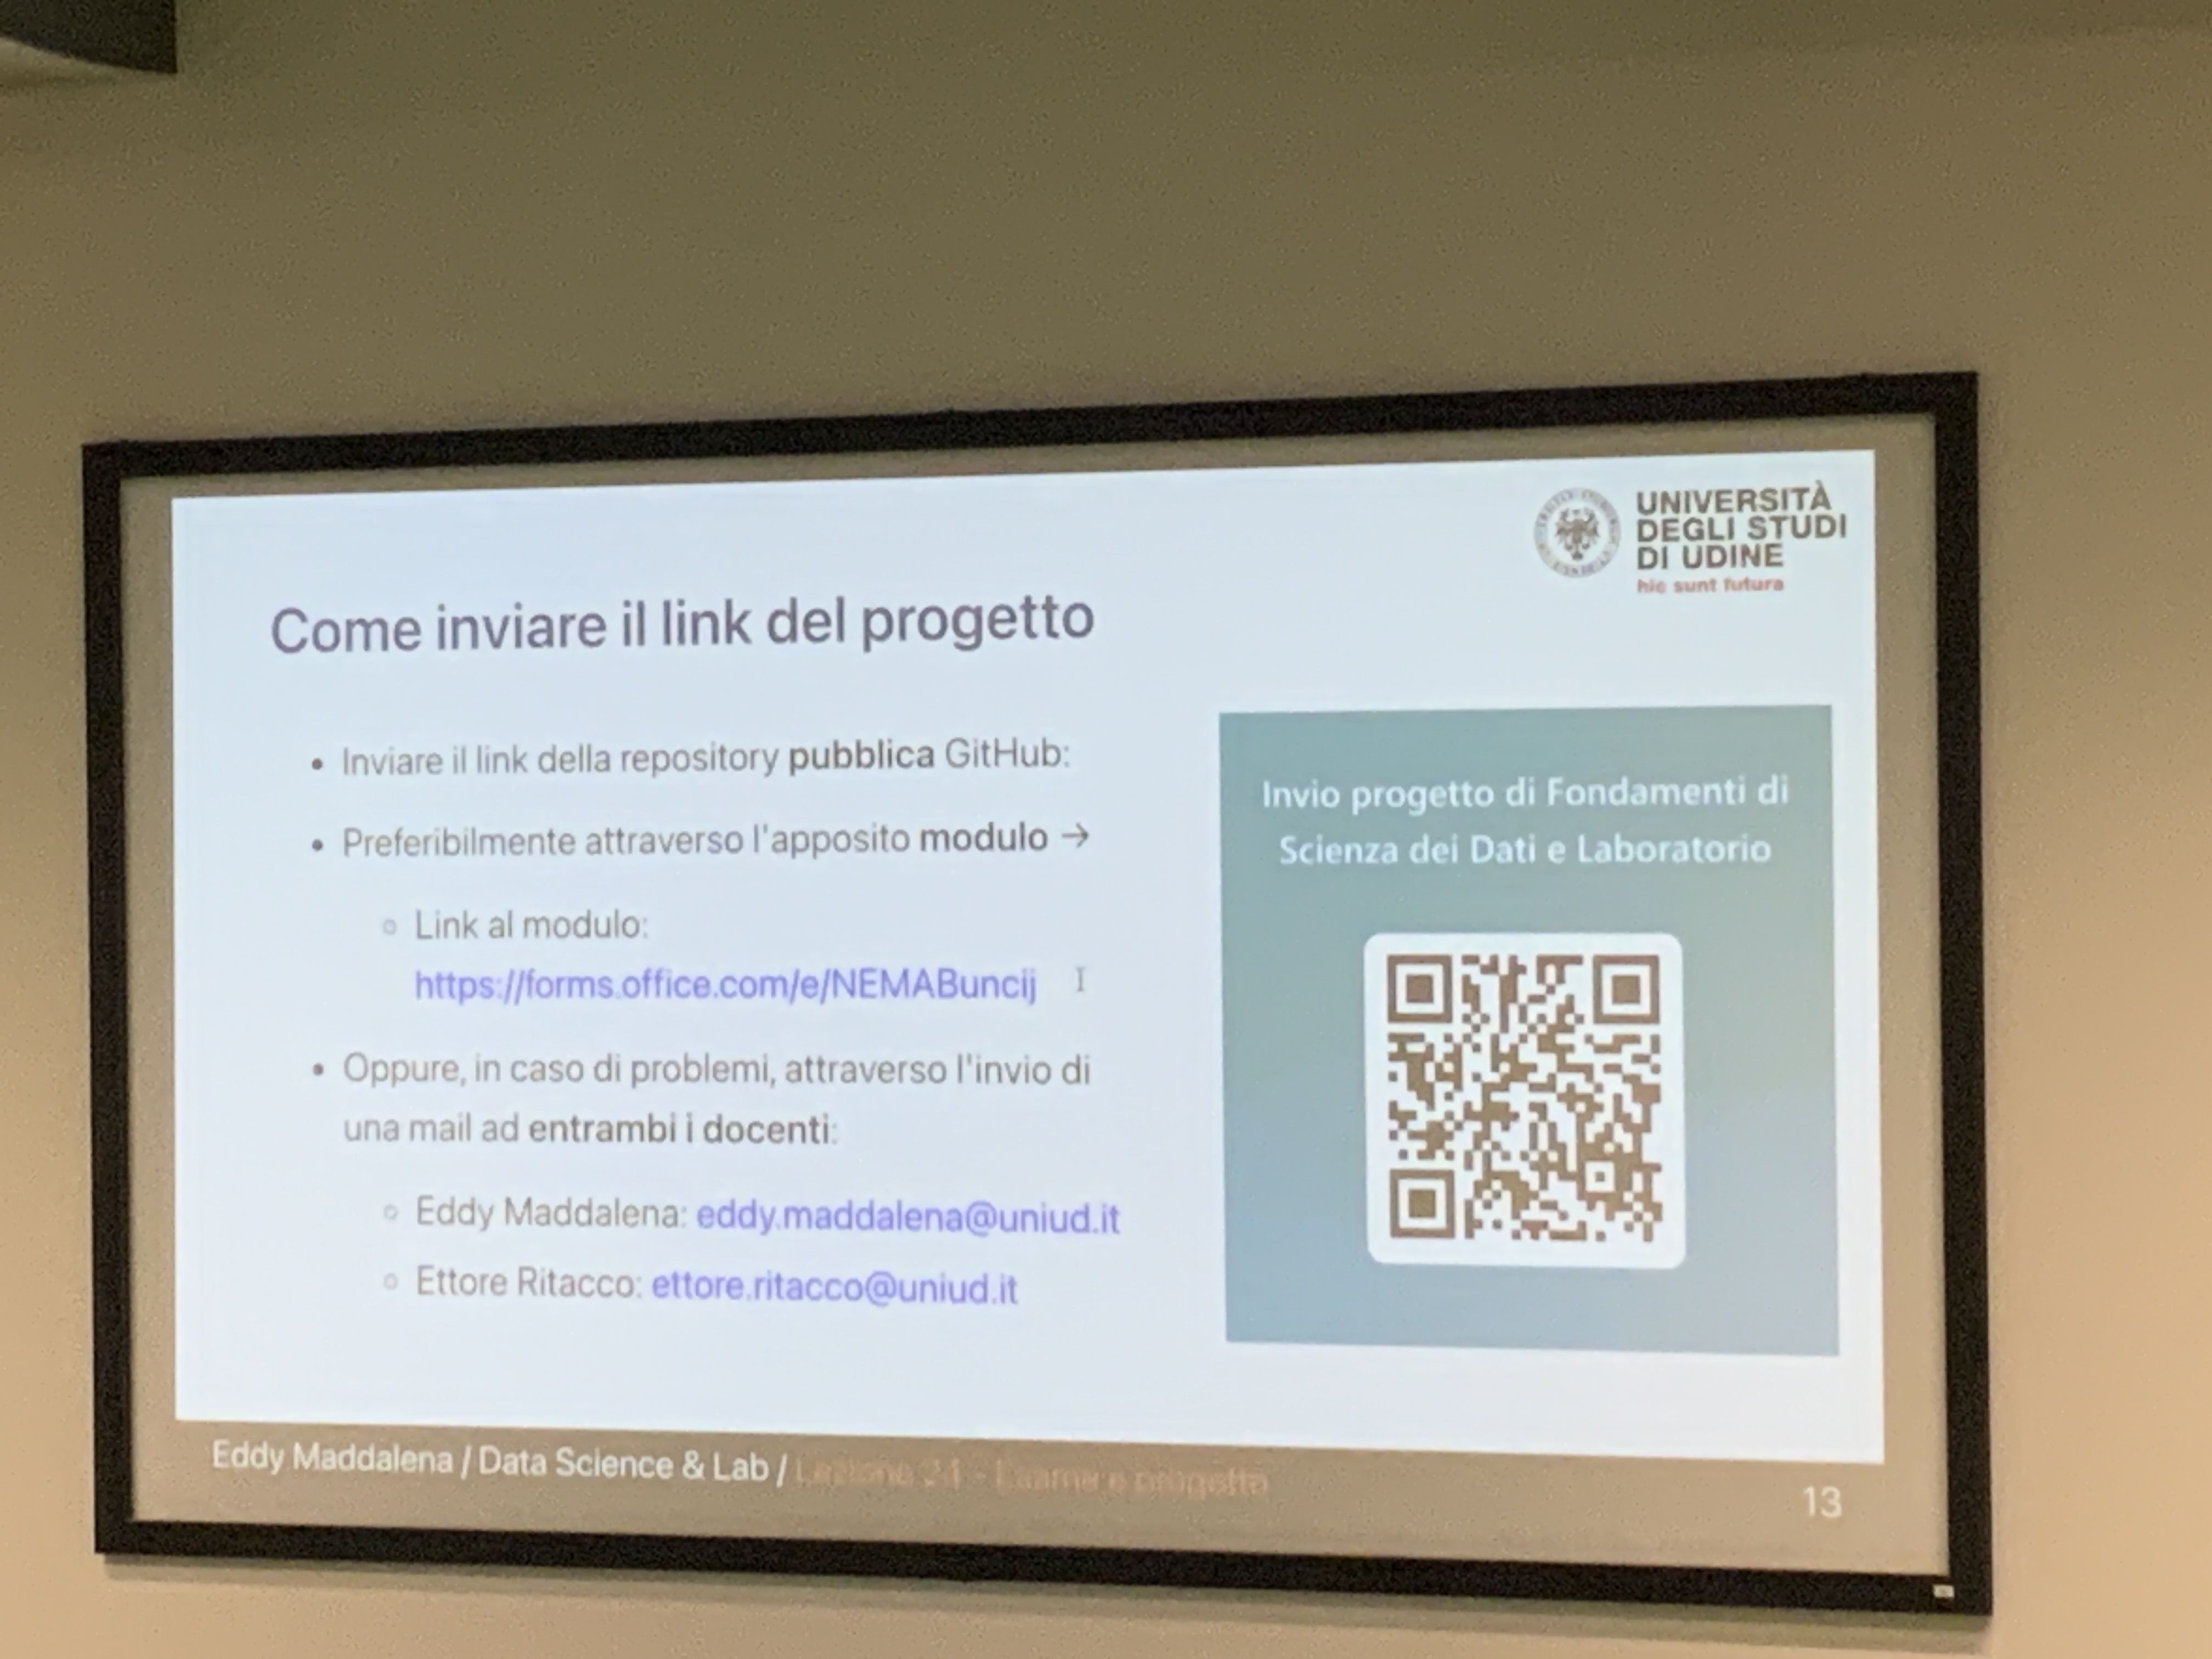 UNIVERSITÀ
DEGLI STUDI
DI UDINE
hic sunt futura
Come inviare il link del progetto
• Inviare il link della repository pubblica GitHub:
• Preferibilmente attraverso l'apposito modulo →
○ Link al modulo:
https://forms.office.com/e/NEMABuncij
• Oppure, in caso di problemi, attraverso l'invio di
una mail ad entrambi i docenti:
○ Eddy Maddalena: eddy.maddalena@uniud.it
○ Ettore Ritacco: ettore.ritacco@uniud.it
Invio progetto di Fondamenti di
Scienza dei Dati e Laboratorio
Eddy Maddalena / Data Science & Lab / Lezione 24 - Esame e progetto
13